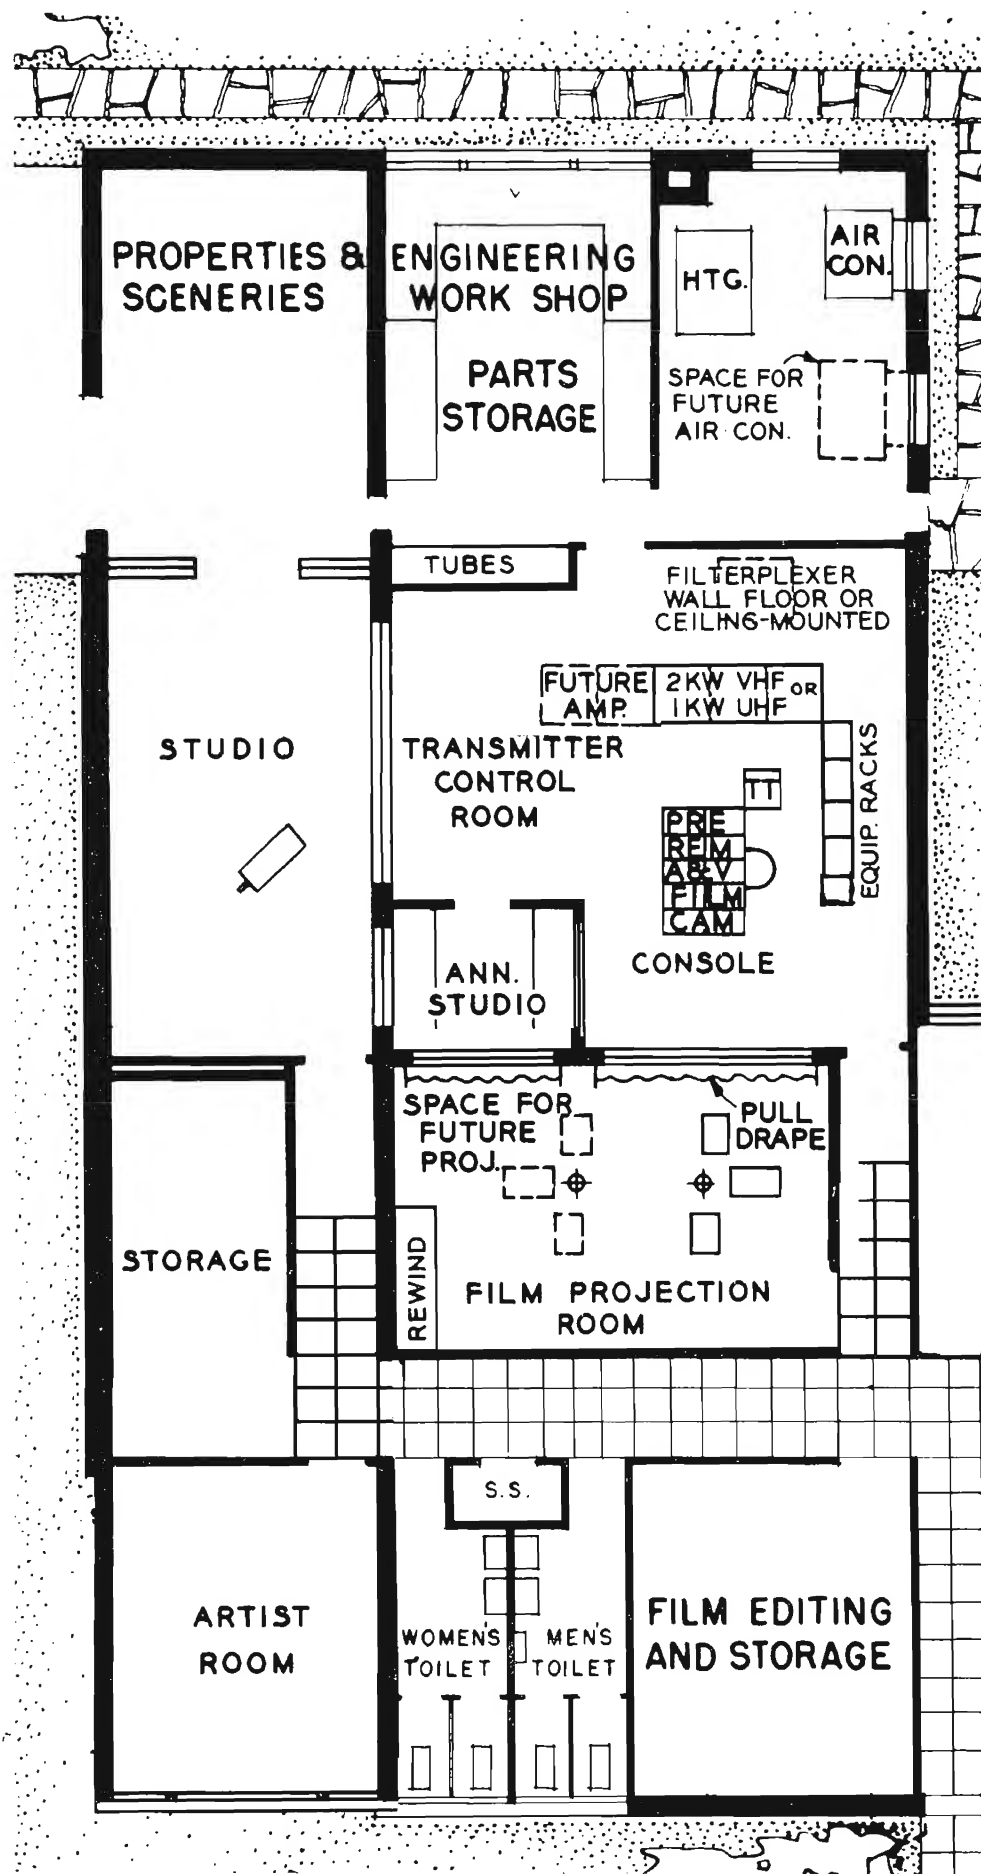 PROPERTIES &
SCENERIES
ENGINEERING
WORK SHOP
PARTS
STORAGE
HTG.
AIR
CON.
SPACE FOR
FUTURE
AIR CON.
TUBES
FILTERPLEXER
WALL FLOOR OR
CEILING-MOUNTED
FUTURE
AMP.
2KW VHF OR
1KW UHF
EQUIP. RACKS
STUDIO
TRANSMITTER
CONTROL
ROOM
TT
PRE
REM
A&V
FILM
CAM
CONSOLE
ANN.
STUDIO
SPACE FOR
FUTURE
PROJ.
PULL
DRAPE
STORAGE
REWIND
FILM PROJECTION
ROOM
S.S.
ARTIST
ROOM
WOMEN'S
TOILET
MEN'S
TOILET
FILM EDITING
AND STORAGE